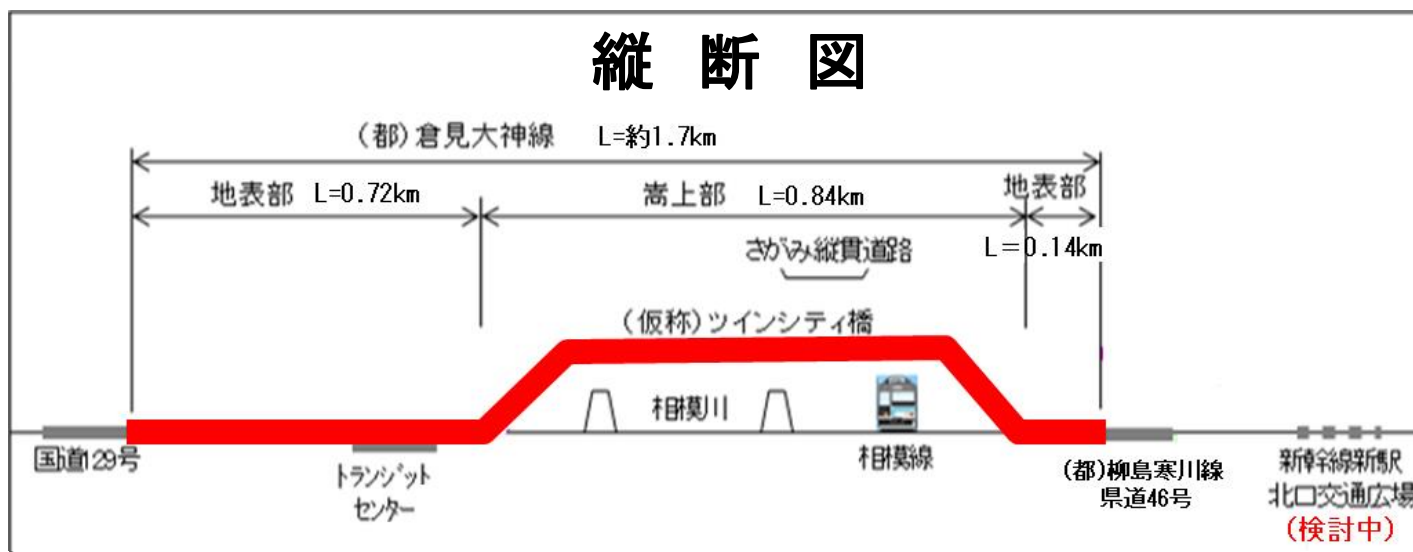 縦断図
(都)倉見大神線 L=約1.7km
地表部 L=0.72km
嵩上部 L=0.84km
地表部
L=0.14km
さがみ縦貫道路
(仮称)ツインシティ橋
相模川
相模線
国道129号
トランジット
センター
(都)柳島寒川線
県道46号
新幹線新駅
北口交通広場
(検討中)